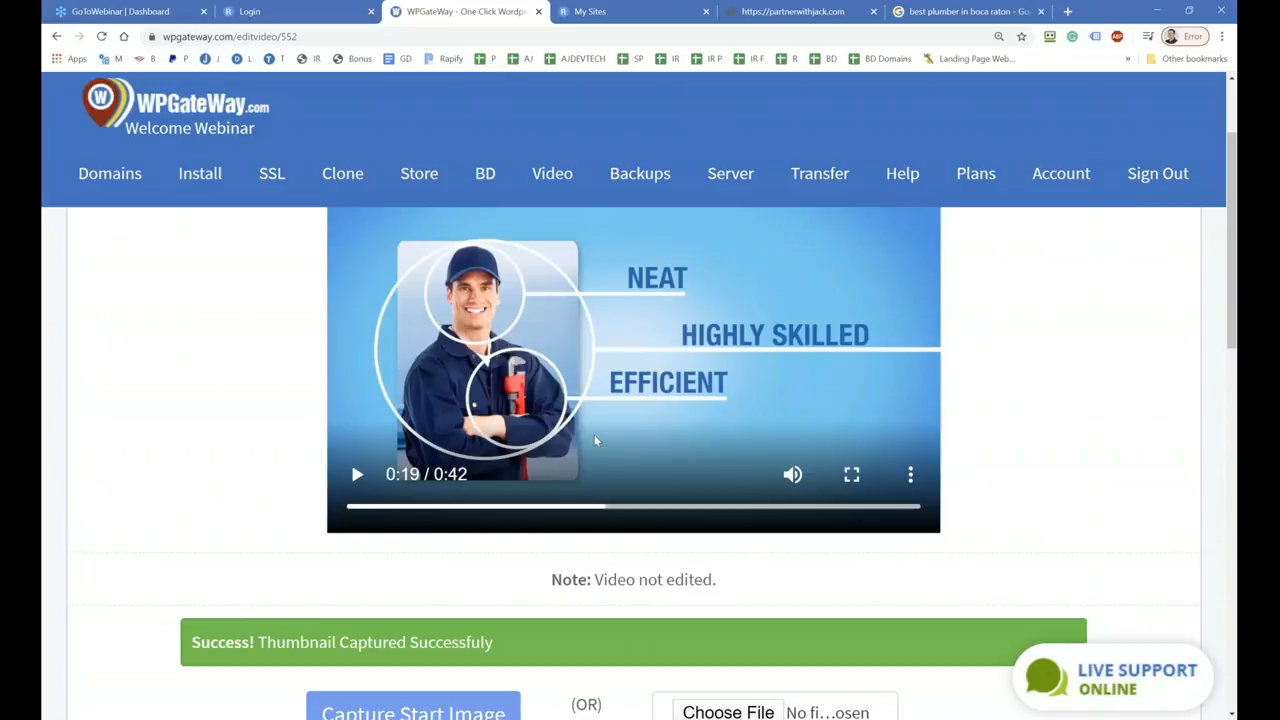 GoToWebinar | Dashboard
Login
WPGateWay - One Click Wordpr
My Sites
https://partnerwithjack.com
best plumber in boca raton - Go
wpgateway.com/editvideo/552
Error
Apps
M
B
P
J
D
T
IR
Bonus
GD
Rapify
P
AJ
AJDEVTECH
SP
IR
IR P
IR F
R
BD
BD Domains
Landing Page Web...
»
Other bookmarks
W WPGateWay.com
Welcome Webinar
Domains
Install
SSL
Clone
Store
BD
Video
Backups
Server
Transfer
Help
Plans
Account
Sign Out
NEAT
HIGHLY SKILLED
EFFICIENT
0:19 / 0:42
Note: Video not edited.
Success! Thumbnail Captured Successfuly
LIVE SUPPORT
ONLINE
Capture Start Image
(OR)
Choose File No fi...osen